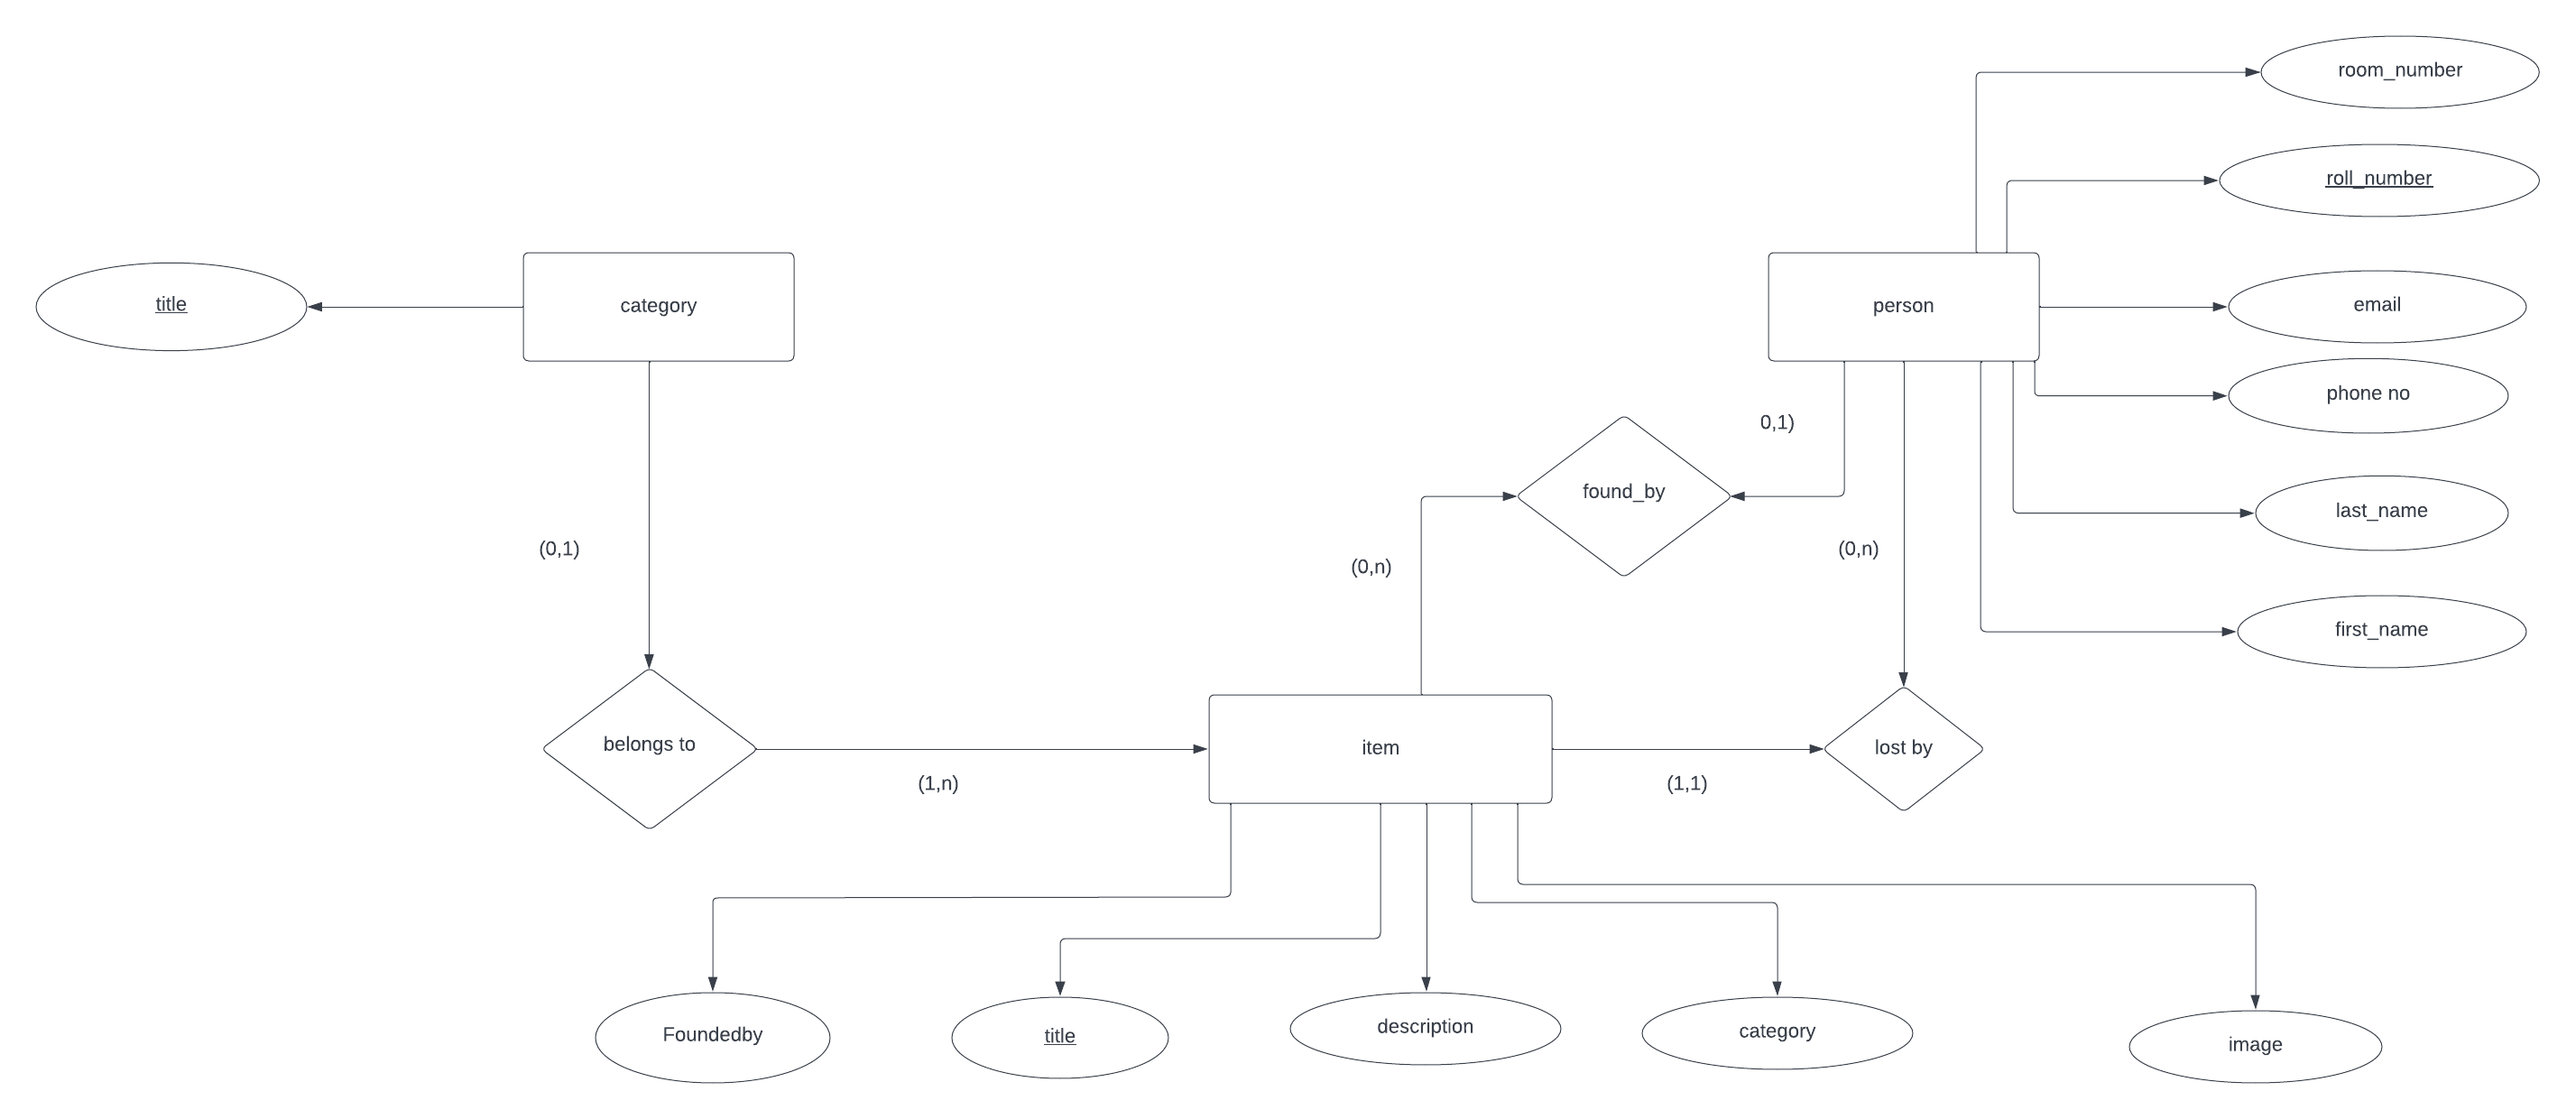 room_number
roll_number
title
category
person
email
phone no
0,1)
found_by
last_name
(0,1)
(0,n)
(0,n)
first_name
belongs to
item
lost by
(1,n)
(1,1)
Foundedby
title
description
category
image